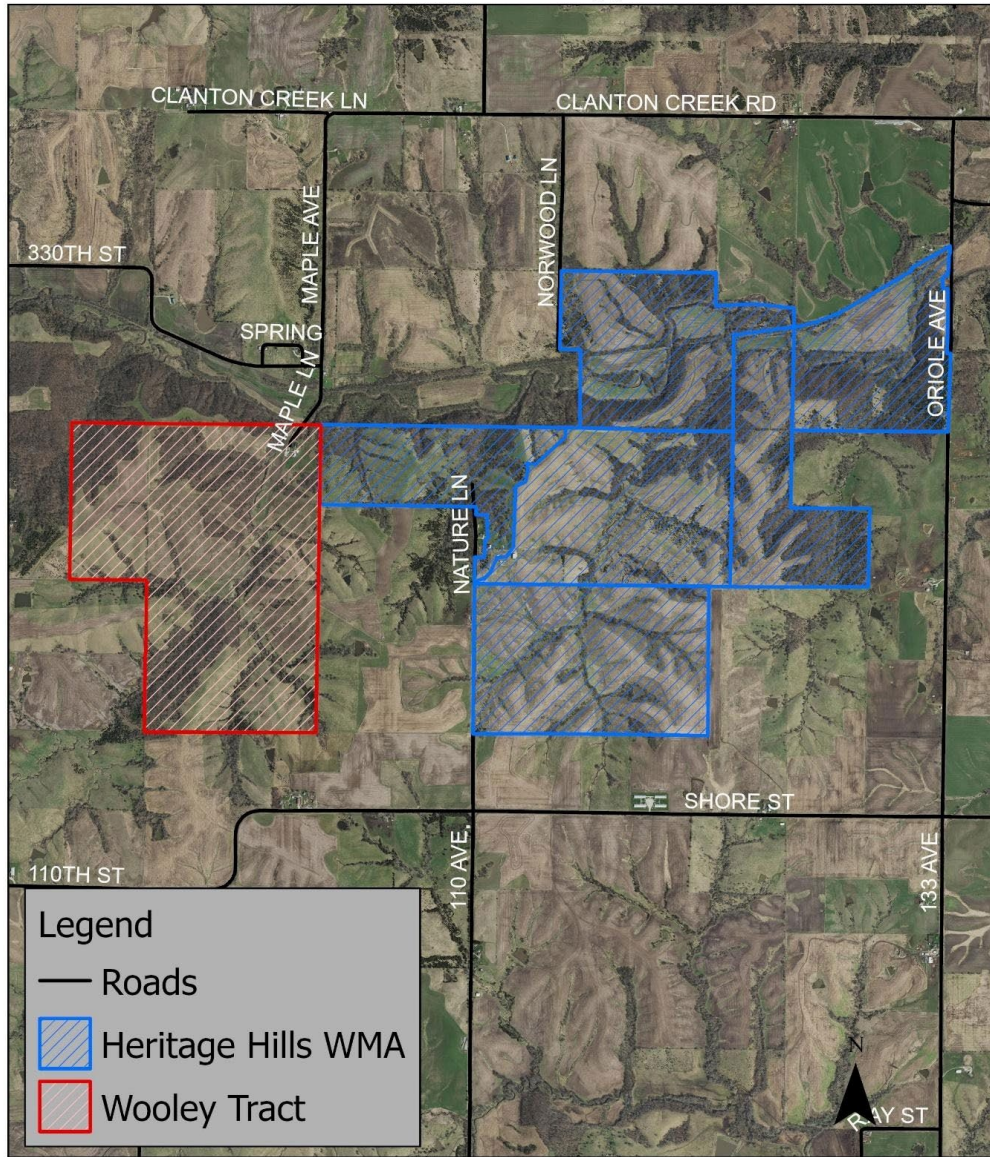 CLANTON CREEK LN
CLANTON CREEK RD
MAPLE AVE
NORWOOD LN
330TH ST
SPRING
MAPLE LN
ORIOLE AVE
NATURE LN
SHORE ST
110TH ST
110 AVE
133 AVE
N
RAY ST
Legend
Roads
Heritage Hills WMA
Wooley Tract